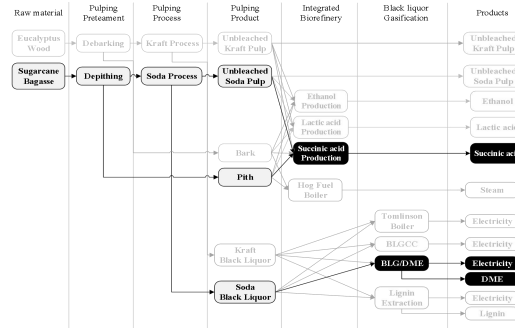 Raw material
Pulping
Preteament
Pulping
Process
Pulping
Product
Integrated
Biorefinery
Black liquor
Gasification
Products
Eucalyptus
Wood
Debarking
Kraft Process
Unbleached
Kraft Pulp
Unbleached
Kraft Pulp
Sugarcane
Bagasse
Depithing
Soda Process
Unbleached
Soda Pulp
Unbleached
Soda Pulp
Ethanol
Production
Ethanol
Lactic acid
Production
Lactic acid
Bark
Succinic acid
Production
Succinic aci
Pith
Hog Fuel
Boiler
Steam
Tomlinson
Boiler
Electricity
Kraft
Black Liquor
BLGCC
Electricity
BLG/DME
Electricity
DME
Soda
Black Liquor
Lignin
Extraction
Electricity
Lignin